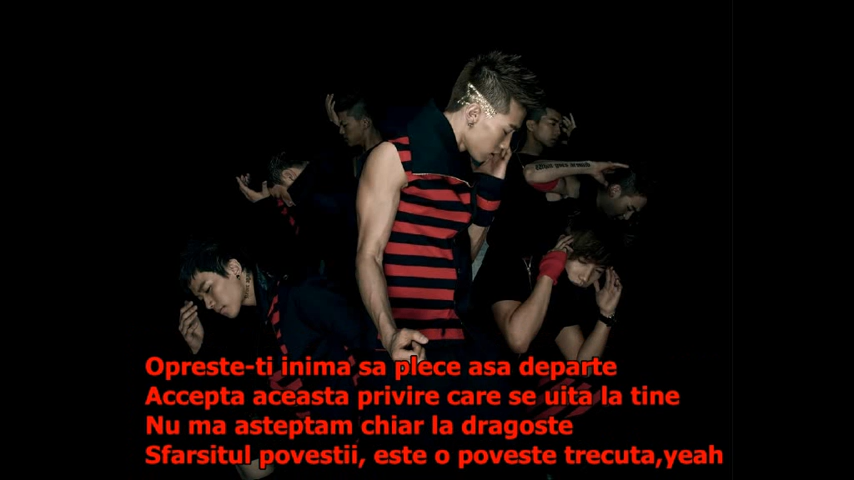 Opreste-ti inima sa plece asa departe
Accepta aceasta privire care se uita la tine
Nu ma asteptam chiar la dragoste
Sfarsitul povestii, este o poveste trecuta,yeah